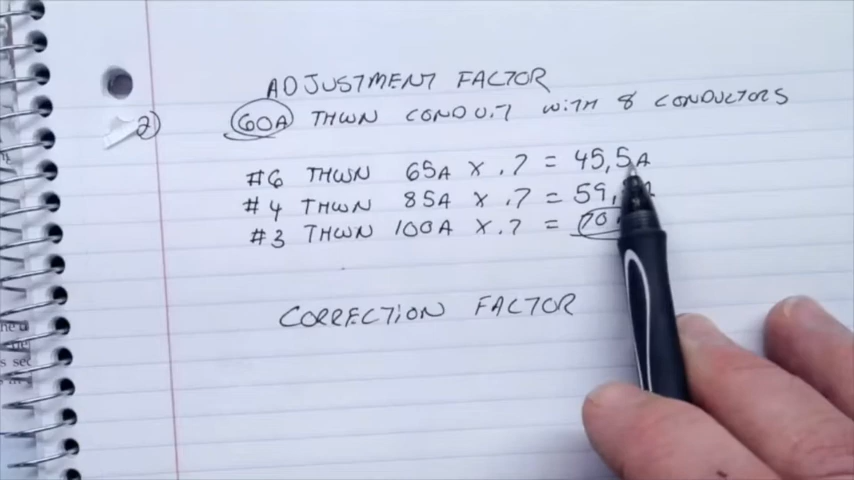 ADJUSTMENT FACTOR
2) 60A THWN CONDUIT WITH 8 CONDUCTORS
#6 THWN 65A X .7 = 45,5A
#4 THWN 85A X .7 = 59,
#3 THWN 100A X .7 = 70
CORRECTION FACTOR